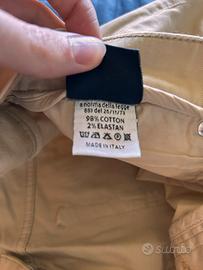 a norma della legge
883 del 26/11/73
98% COTTON
2% ELASTAN
MADE IN ITALY
Subito